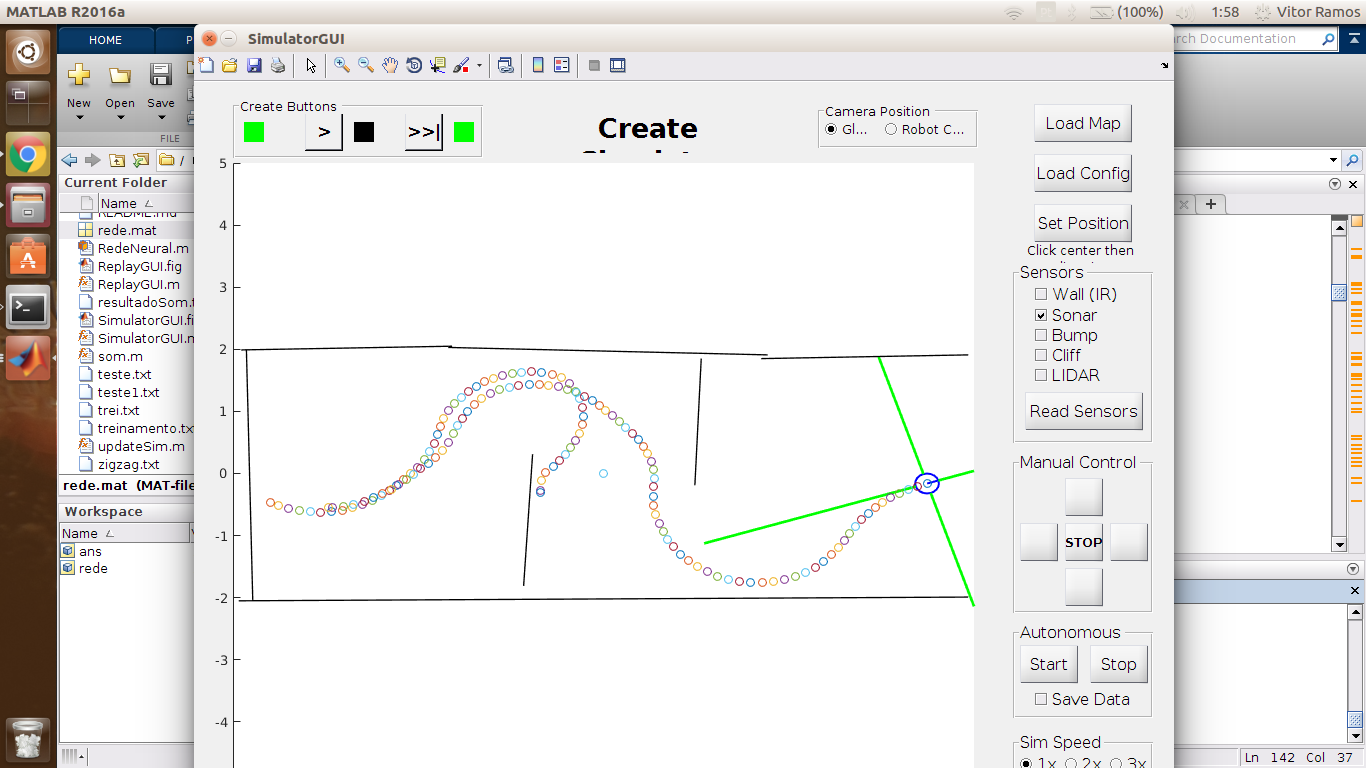 MATLAB R2016a
(100%)
1:58
Vitor Ramos
SimulatorGUI
HOME
P
rch Documentation
New
Open
Save
FILE
/
Current Folder
Name
README.md
rede.mat
RedeNeural.m
ReplayGUI.fig
ReplayGUI.m
resultadoSom.t
SimulatorGUI.fi
SimulatorGUI.m
som.m
teste.txt
teste1.txt
trei.txt
treinamento.tx
updateSim.m
zigzag.txt
rede.mat (MAT-file
Workspace
Name
ans
rede
Create Buttons
>
>>|
Create
Camera Position
Gl...
Robot C...
5
4
3
2
1
0
-1
-2
-3
-4
Load Map
Load Config
Set Position
Click center then
Sensors
Wall (IR)
Sonar
Bump
Cliff
LIDAR
Read Sensors
Manual Control
STOP
Autonomous
Start
Stop
Save Data
Sim Speed
1x
2x
3x
Ln 142 Col 37